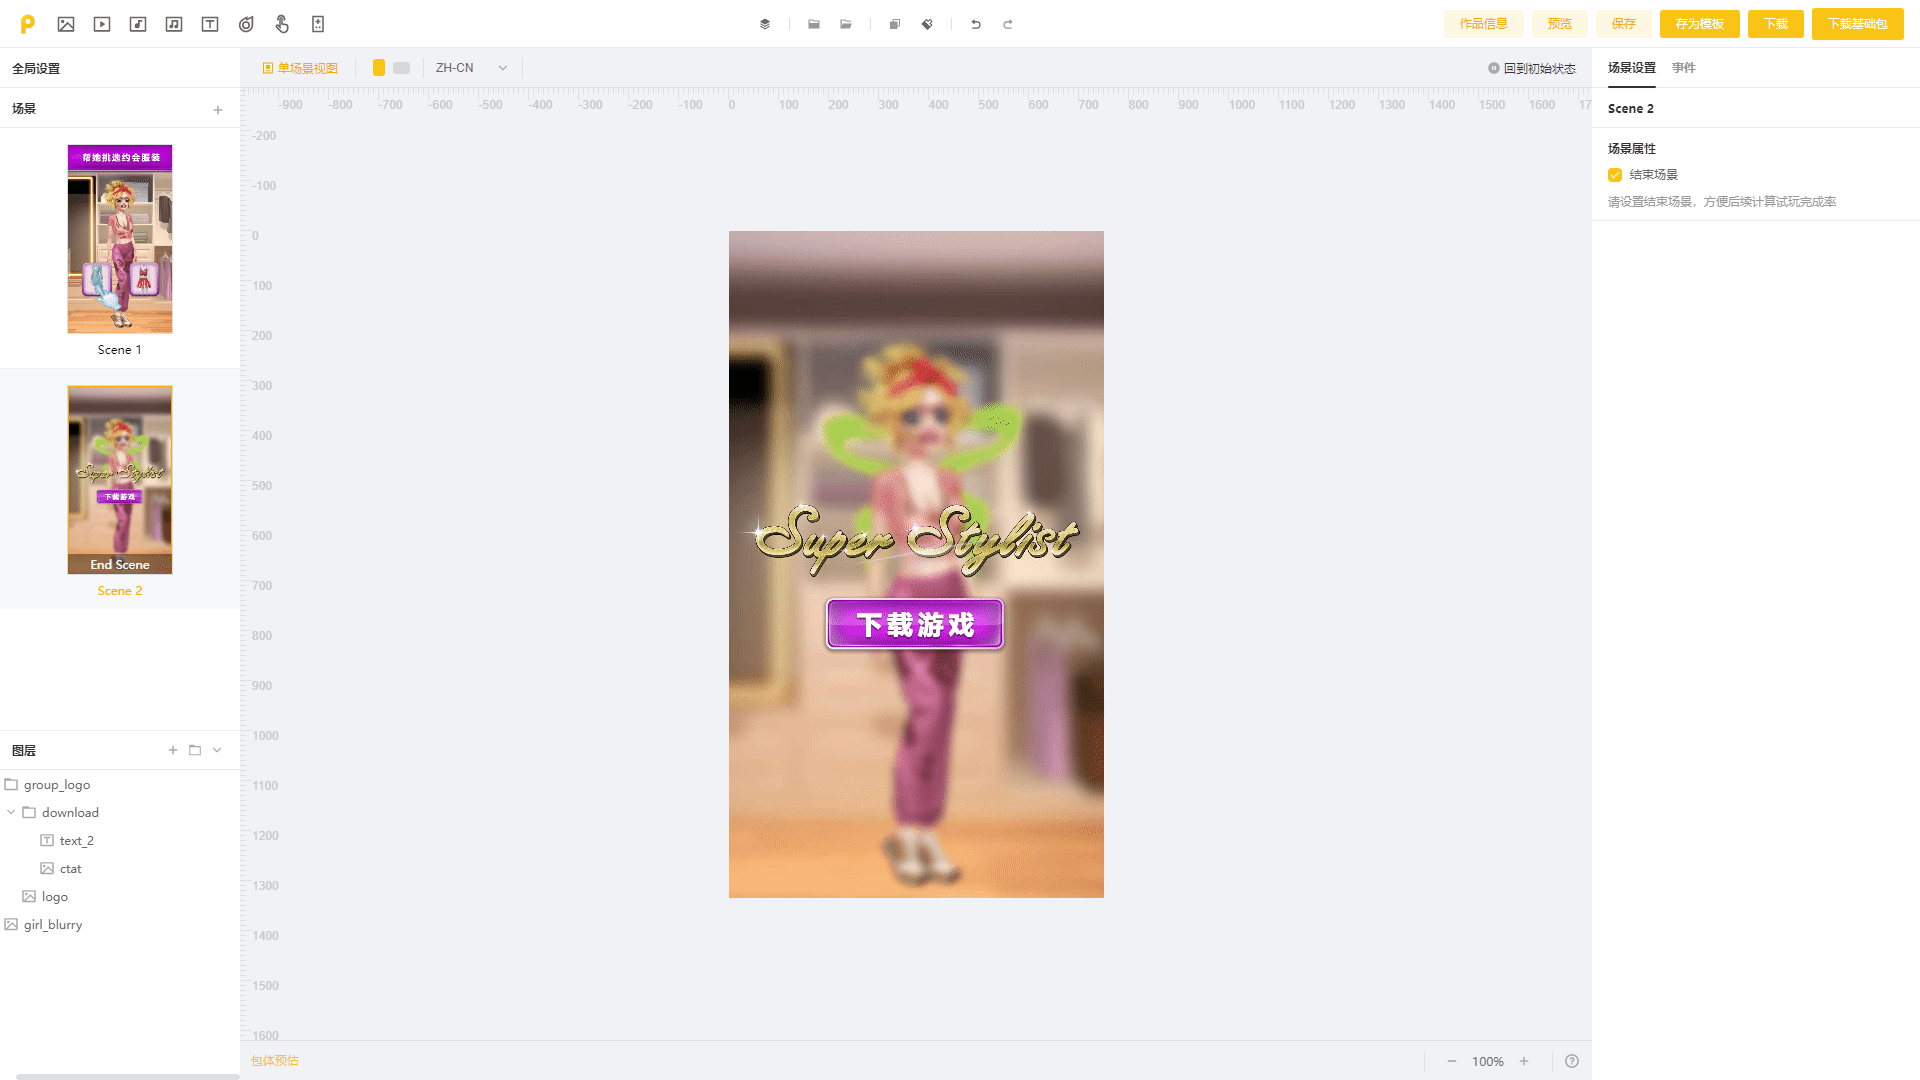 作品信息
预览
保存
存为模板
下载
下载基础包
全局设置
单场景视图
ZH-CN
回到初始状态
场景设置
事件
-900 -800 -700 -600 -500 -400 -300 -200 -100 0 100 200 300 400 500 600 700 800 900 1000 1100 1200 1300 1400 1500 1600 17
场景
Scene 2
场景属性
结束场景
请设置结束场景，方便后续计算试玩完成率
帮她挑选约会服装
Scene 1
Super Stylist
下载游戏
End Scene
Scene 2
-200
-100
0
100
200
300
400
500
600
700
800
900
1000
1100
1200
1300
1400
1500
1600
Super Stylist
下载游戏
图层
group_logo
download
text_2
ctat
logo
girl_blurry
包体预估
100%